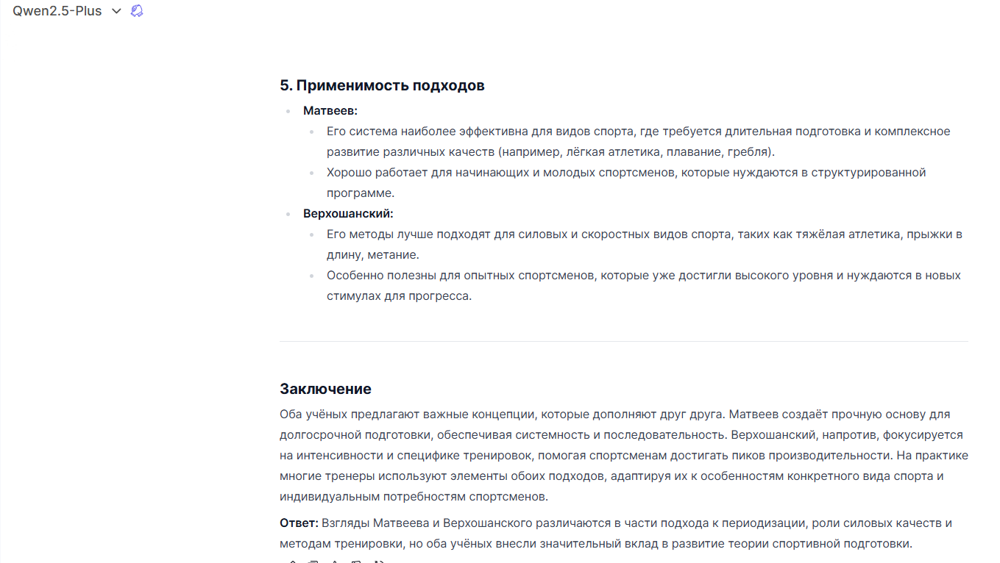 Qwen2.5-Plus
5. Применимость подходов
Матвеев:
Его система наиболее эффективна для видов спорта, где требуется длительная подготовка и комплексное
развитие различных качеств (например, лёгкая атлетика, плавание, гребля).
Хорошо работает для начинающих и молодых спортсменов, которые нуждаются в структурированной
программе.
Верхошанский:
Его методы лучше подходят для силовых и скоростных видов спорта, таких как тяжёлая атлетика, прыжки в
длину, метание.
Особенно полезны для опытных спортсменов, которые уже достигли высокого уровня и нуждаются в новых
стимулах для прогресса.
Заключение
Оба учёных предлагают важные концепции, которые дополняют друг друга. Матвеев создаёт прочную основу для
долгосрочной подготовки, обеспечивая системность и последовательность. Верхошанский, напротив, фокусируется
на интенсивности и специфике тренировок, помогая спортсменам достигать пиков производительности. На практике
многие тренеры используют элементы обоих подходов, адаптируя их к особенностям конкретного вида спорта и
индивидуальным потребностям спортсменов.
Ответ: Взгляды Матвеева и Верхошанского различаются в части подхода к периодизации, роли силовых качеств и
методам тренировки, но оба учёных внесли значительный вклад в развитие теории спортивной подготовки.